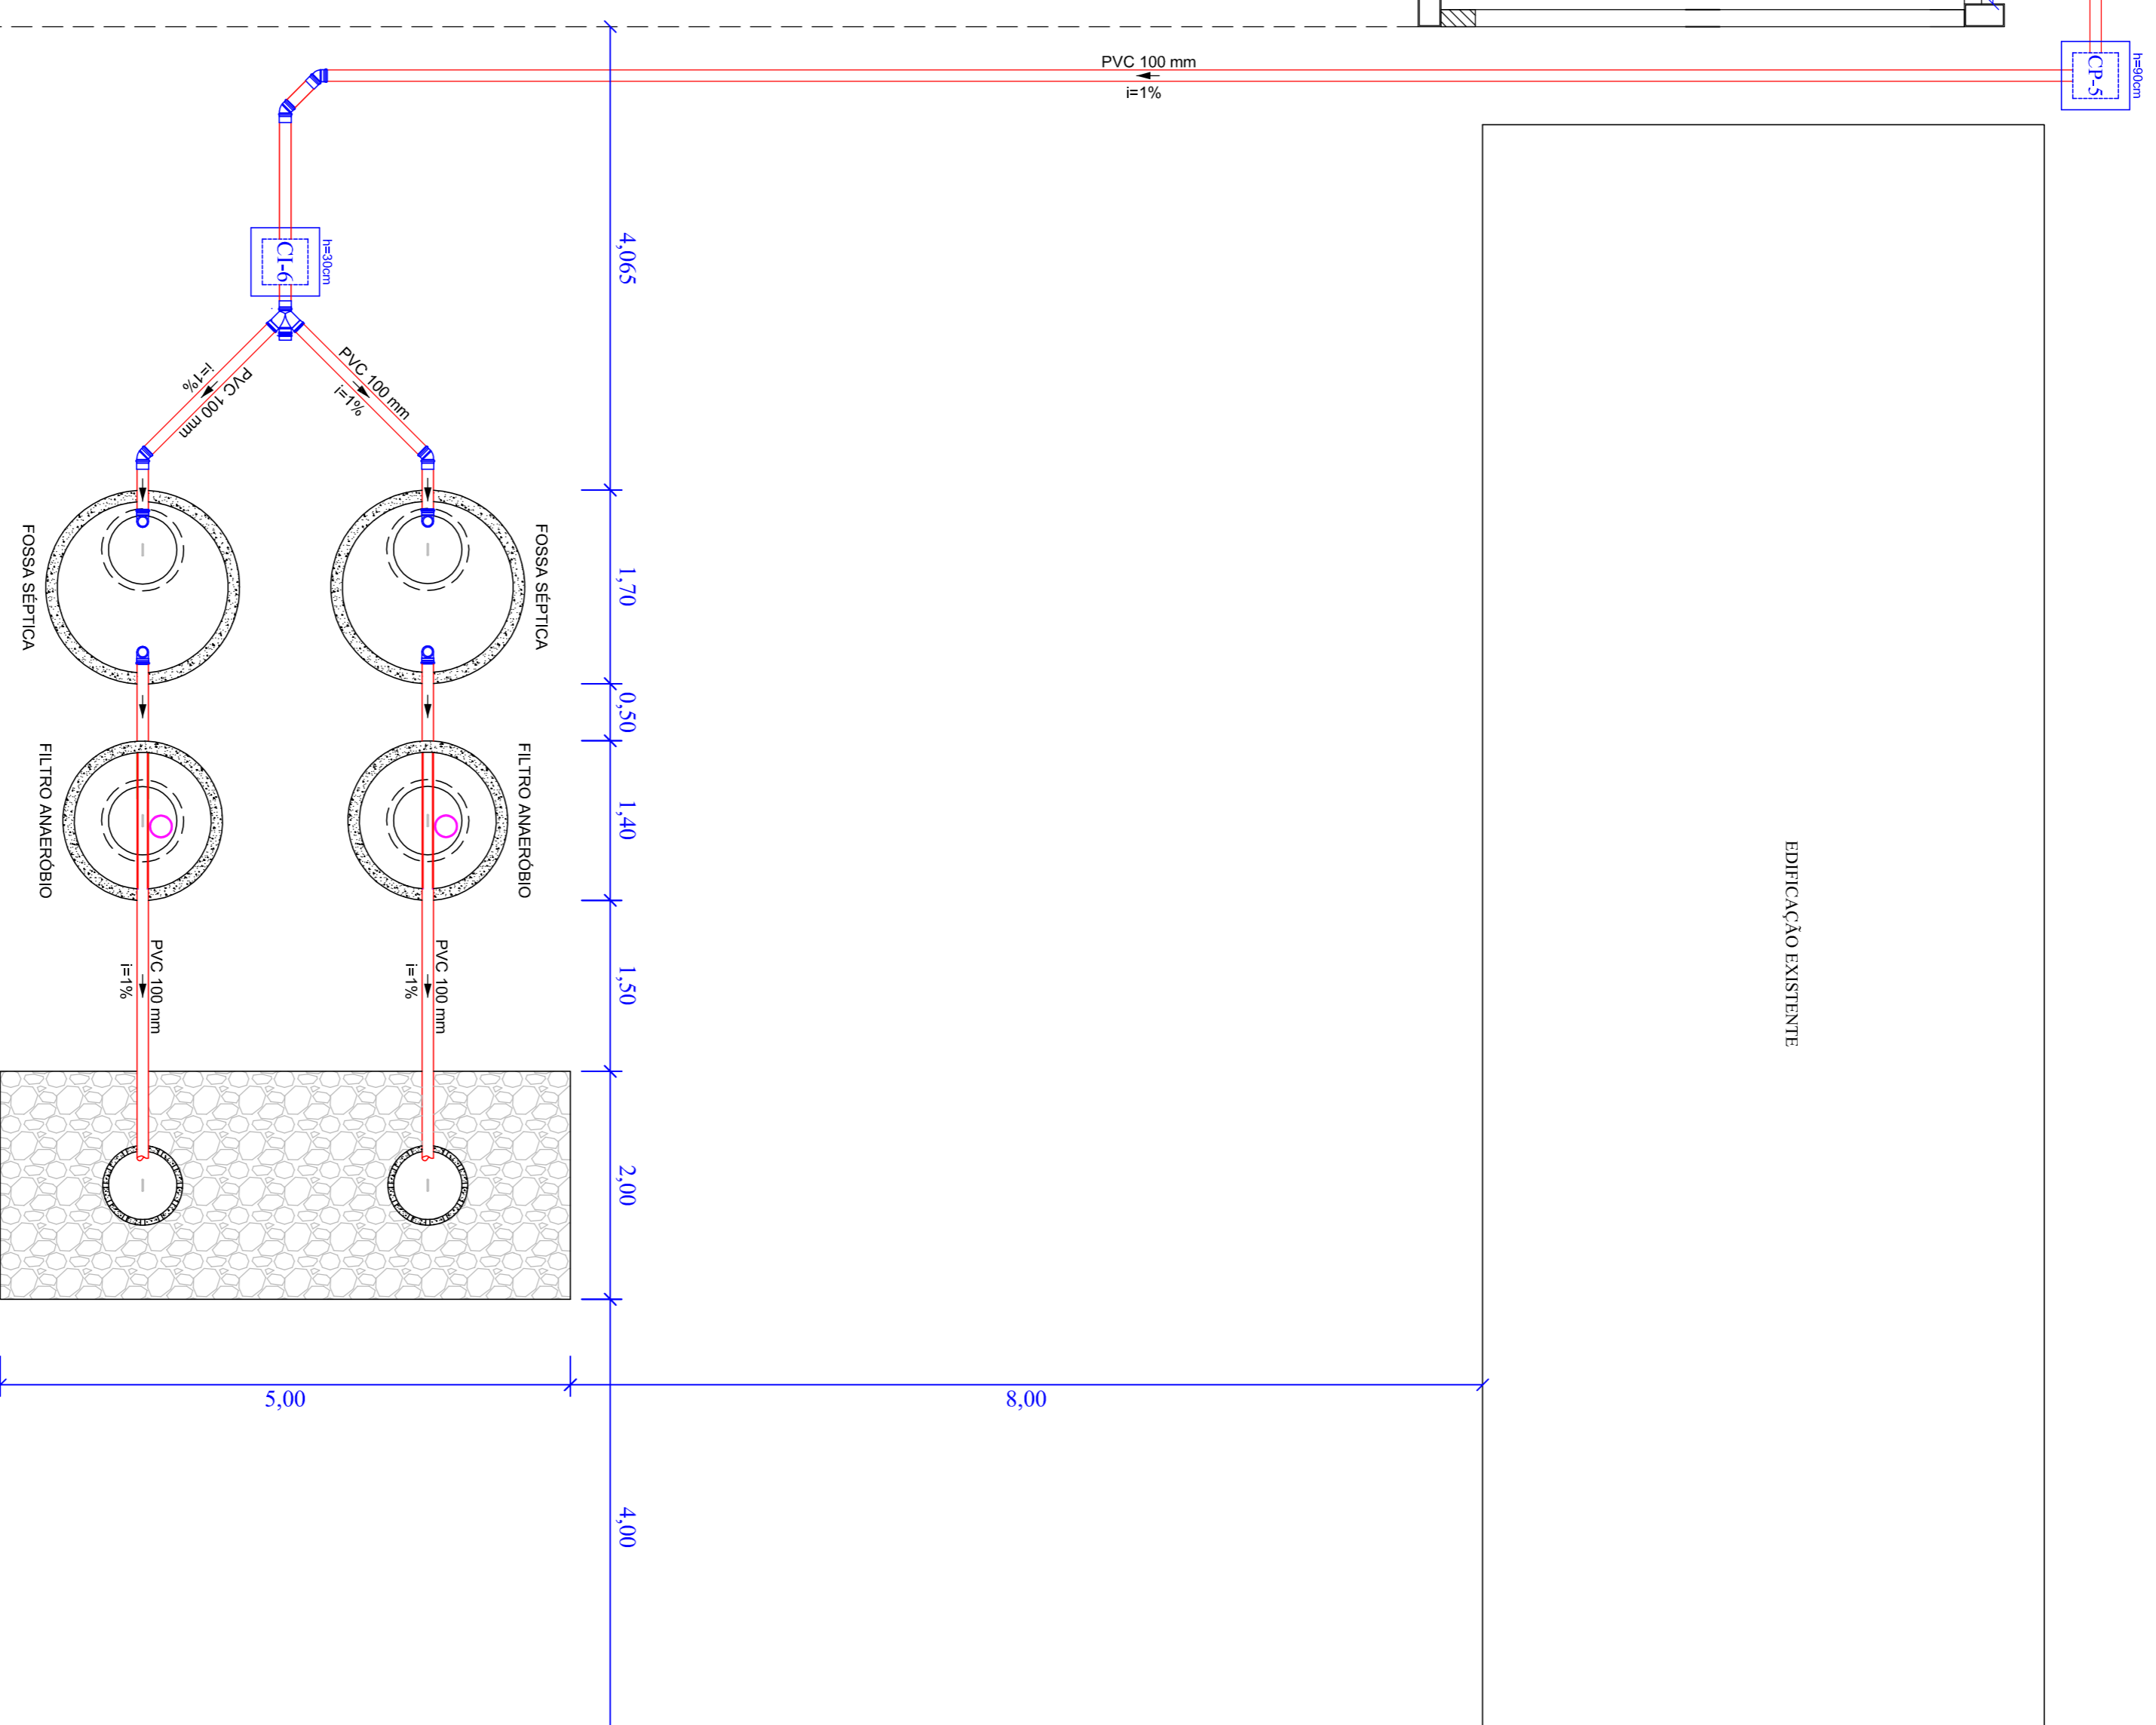 PVC 100 mm
i=1%
CP-5
h=90cm
CI-6
h=30cm
4,065
PVC 100 mm
i=1%
PVC 100 mm
i=1%
FOSSA SÉPTICA
FOSSA SÉPTICA
1,70
0,50
FILTRO ANAERÓBIO
FILTRO ANAERÓBIO
1,40
EDIFICAÇÃO EXISTENTE
PVC 100 mm
i=1%
PVC 100 mm
i=1%
1,50
2,00
5,00
8,00
4,00